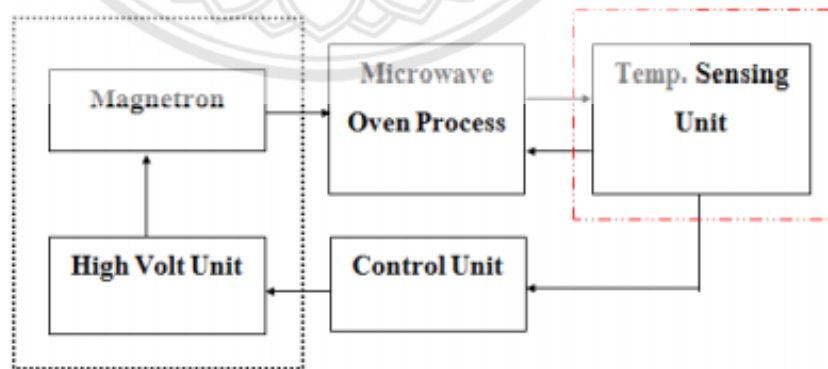 Magnetron
Microwave
Oven Process
Temp. Sensing
Unit
High Volt Unit
Control Unit